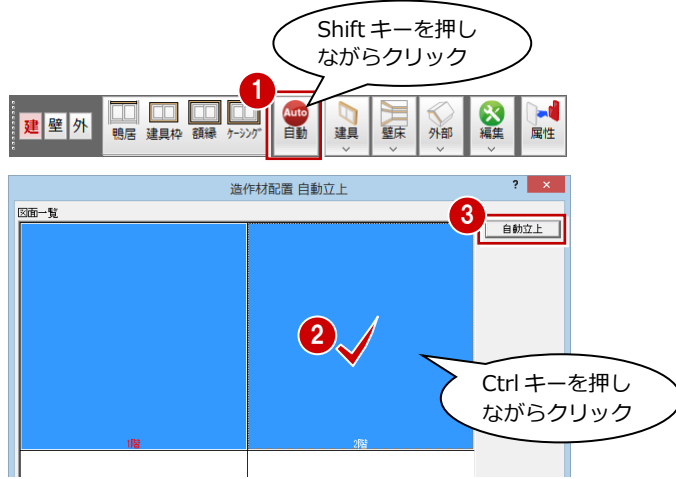 Shift キーを押し
ながらクリック
1
建 壁 外 鴨居 建具枠 額縁 ケーシング Auto 自動 建具 壁床 外部 編集 属性
造作材配置 自動立上 ? ×
図面一覧
3
自動立上
2
Ctrl キーを押し
ながらクリック
1階 2階